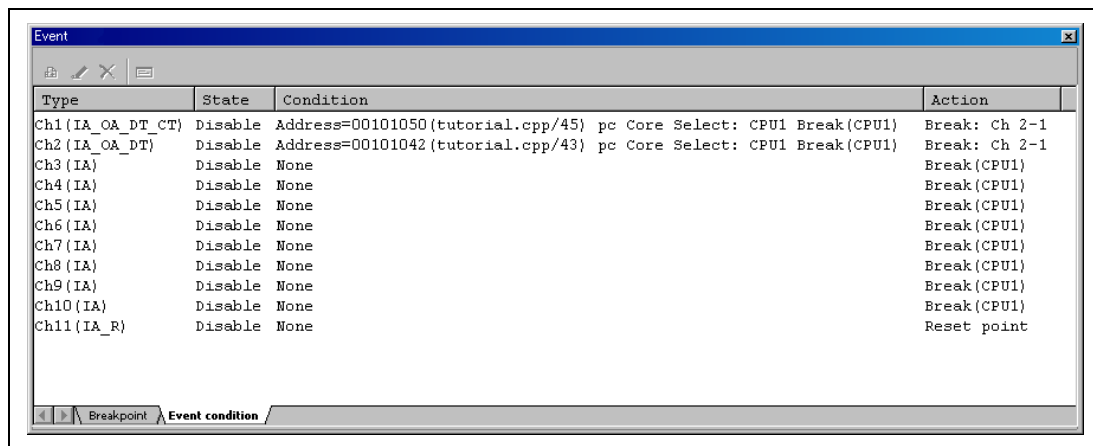 Event
Type State Condition Action
Ch1(IA_OA_DT_CT) Disable Address=00101050(tutorial.cpp/45) pc Core Select: CPU1 Break(CPU1) Break: Ch 2-1
Ch2(IA_OA_DT) Disable Address=00101042(tutorial.cpp/43) pc Core Select: CPU1 Break(CPU1) Break: Ch 2-1
Ch3(IA) Disable None Break(CPU1)
Ch4(IA) Disable None Break(CPU1)
Ch5(IA) Disable None Break(CPU1)
Ch6(IA) Disable None Break(CPU1)
Ch7(IA) Disable None Break(CPU1)
Ch8(IA) Disable None Break(CPU1)
Ch9(IA) Disable None Break(CPU1)
Ch10(IA) Disable None Break(CPU1)
Ch11(IA_R) Disable None Reset point
Breakpoint Event condition